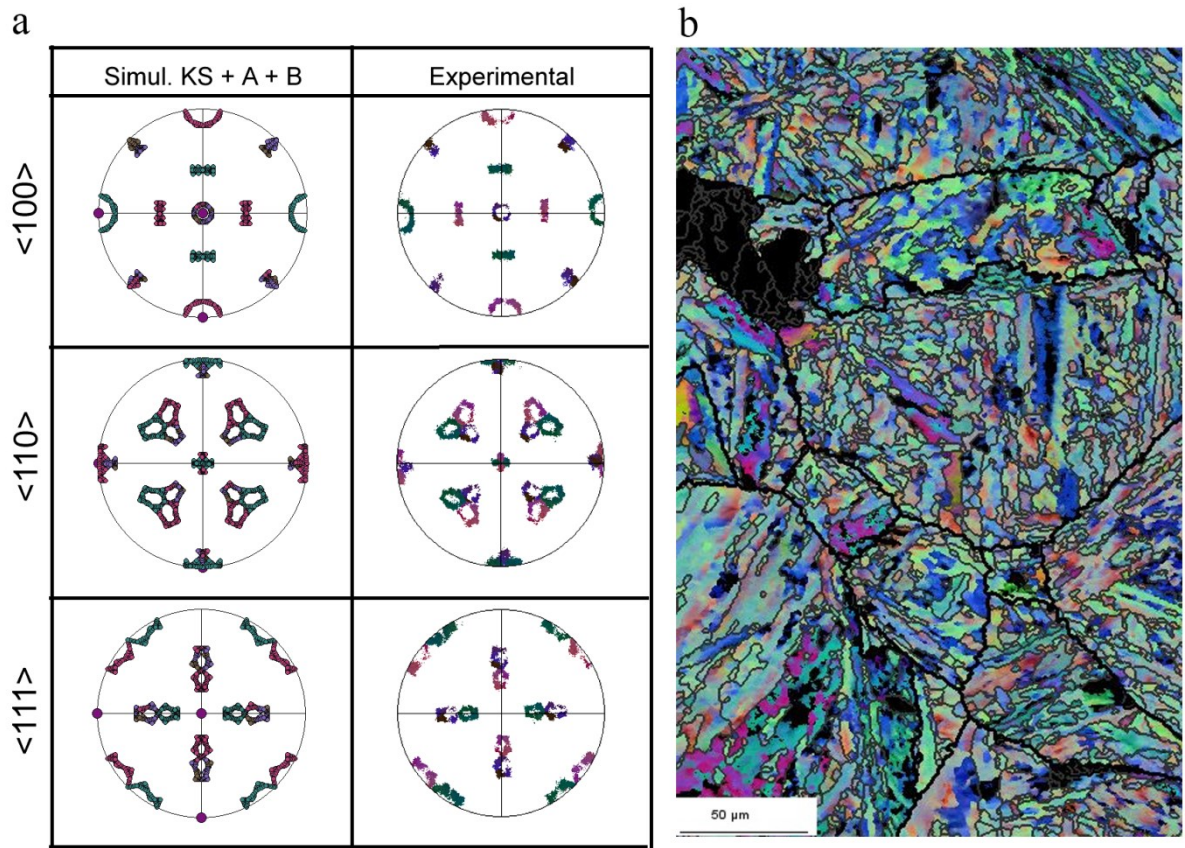 a
b
Simul. KS + A + B
Experimental
<100>
<110>
<111>
50 µm